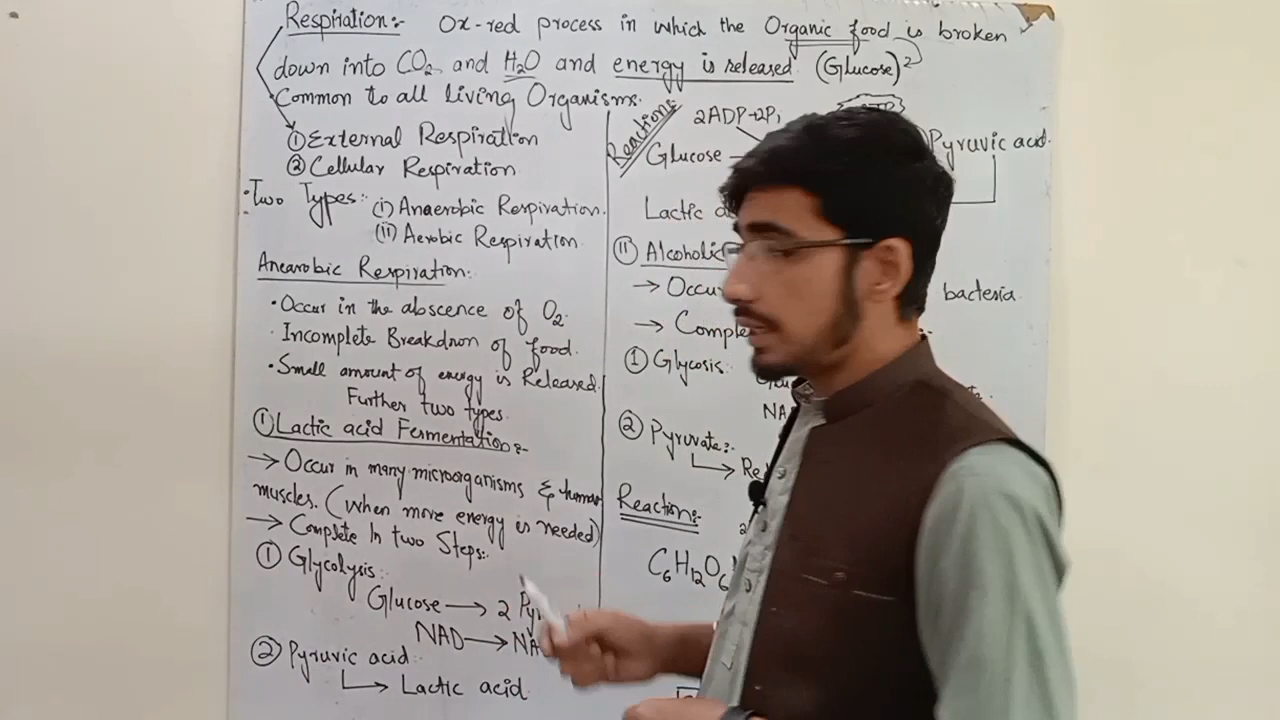 Respiration:- Ox-red process in which the Organic food is broken
down into CO2 and H2O and energy is released (Glucose)
Common to all living Organisms.
① External Respiration
② Cellular Respiration
Two Types: (i) Anaerobic Respiration.
(ii) Aerobic Respiration
Anearobic Respiration:
• Occur in the abscence of O2.
• Incomplete Breakdown of food.
• Small amount of energy is Released.
Further two types.
① Lactic acid Fermentation:-
→ Occur in many microorganisms & human
muscles. (when more energy is needed)
→ Complete In two Steps:
① Glycolysis:
Glucose → 2
NAD →
② Pyruvic acid.
Lactic acid
Reactions
2ADP+2Pi
Glucose
Pyruvic acid.
Lactic
(II) Alcoholic
→
bacteria.
→
① Glycosis:
② Pyruvate:-
Reaction:-
C6H12O6